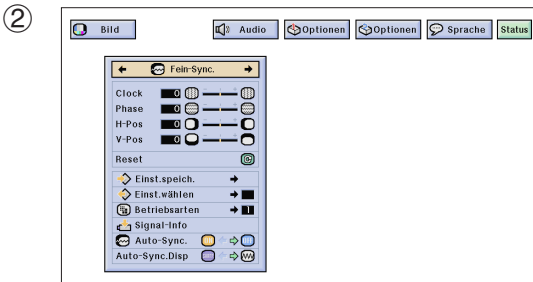 ②
Bild Audio Optionen Optionen Sprache Status
Fein-Sync.
Clock 0
Phase 0
H-Pos 0
V-Pos 0
Reset
Einst.speich.
Einst.wählen
Betriebsarten 1
Signal-Info
Auto-Sync.
Auto-Sync.Disp